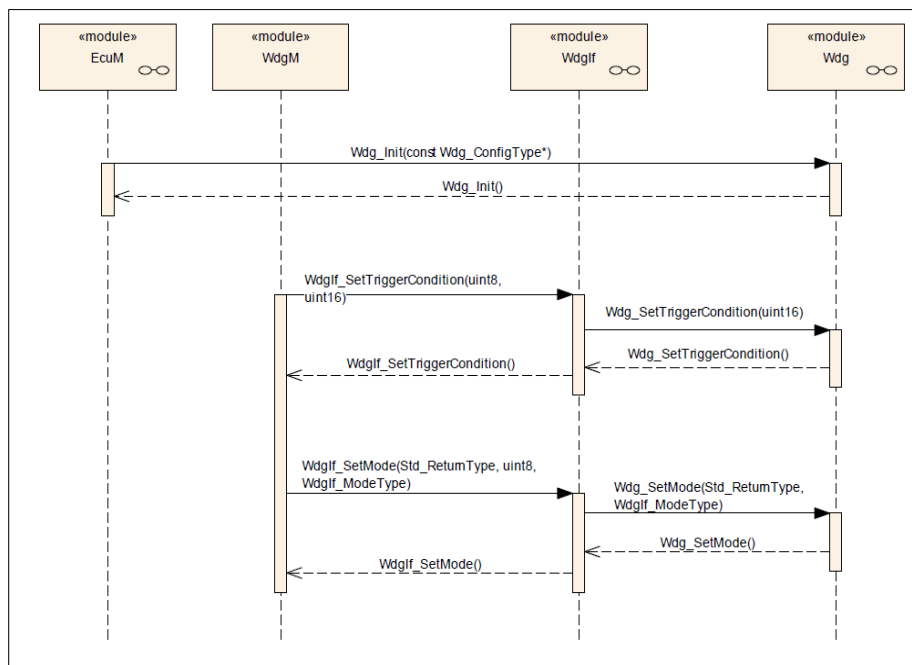 «module»
EcuM
«module»
WdgM
«module»
WdgIf
«module»
Wdg
Wdg_Init(const Wdg_ConfigType*)
Wdg_Init()
WdgIf_SetTriggerCondition(uint8,
uint16)
Wdg_SetTriggerCondition(uint16)
Wdg_SetTriggerCondition()
WdgIf_SetTriggerCondition()
WdgIf_SetMode(Std_ReturnType, uint8,
WdgIf_ModeType)
Wdg_SetMode(Std_ReturnType,
WdgIf_ModeType)
Wdg_SetMode()
WdgIf_SetMode()